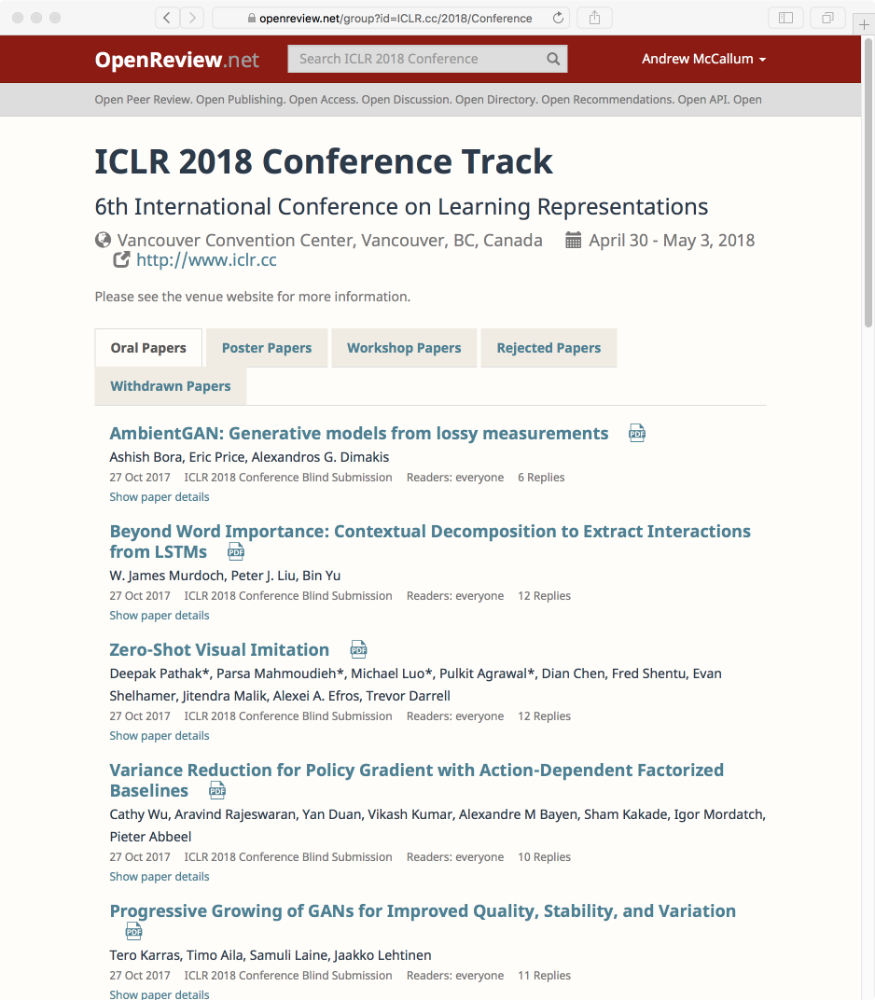 openreview.net/group?id=ICLR.cc/2018/Conference
OpenReview.net
Search ICLR 2018 Conference
Andrew McCallum
Open Peer Review. Open Publishing. Open Access. Open Discussion. Open Directory. Open Recommendations. Open API. Open
ICLR 2018 Conference Track
6th International Conference on Learning Representations
Vancouver Convention Center, Vancouver, BC, Canada April 30 - May 3, 2018
http://www.iclr.cc
Please see the venue website for more information.
Oral Papers Poster Papers Workshop Papers Rejected Papers
Withdrawn Papers
AmbientGAN: Generative models from lossy measurements PDF
Ashish Bora, Eric Price, Alexandros G. Dimakis
27 Oct 2017 ICLR 2018 Conference Blind Submission Readers: everyone 6 Replies
Show paper details
Beyond Word Importance: Contextual Decomposition to Extract Interactions
from LSTMs PDF
W. James Murdoch, Peter J. Liu, Bin Yu
27 Oct 2017 ICLR 2018 Conference Blind Submission Readers: everyone 12 Replies
Show paper details
Zero-Shot Visual Imitation PDF
Deepak Pathak*, Parsa Mahmoudieh*, Michael Luo*, Pulkit Agrawal*, Dian Chen, Fred Shentu, Evan
Shelhamer, Jitendra Malik, Alexei A. Efros, Trevor Darrell
27 Oct 2017 ICLR 2018 Conference Blind Submission Readers: everyone 12 Replies
Show paper details
Variance Reduction for Policy Gradient with Action-Dependent Factorized
Baselines PDF
Cathy Wu, Aravind Rajeswaran, Yan Duan, Vikash Kumar, Alexandre M Bayen, Sham Kakade, Igor Mordatch,
Pieter Abbeel
27 Oct 2017 ICLR 2018 Conference Blind Submission Readers: everyone 10 Replies
Show paper details
Progressive Growing of GANs for Improved Quality, Stability, and Variation
PDF
Tero Karras, Timo Aila, Samuli Laine, Jaakko Lehtinen
27 Oct 2017 ICLR 2018 Conference Blind Submission Readers: everyone 11 Replies
Show paper details